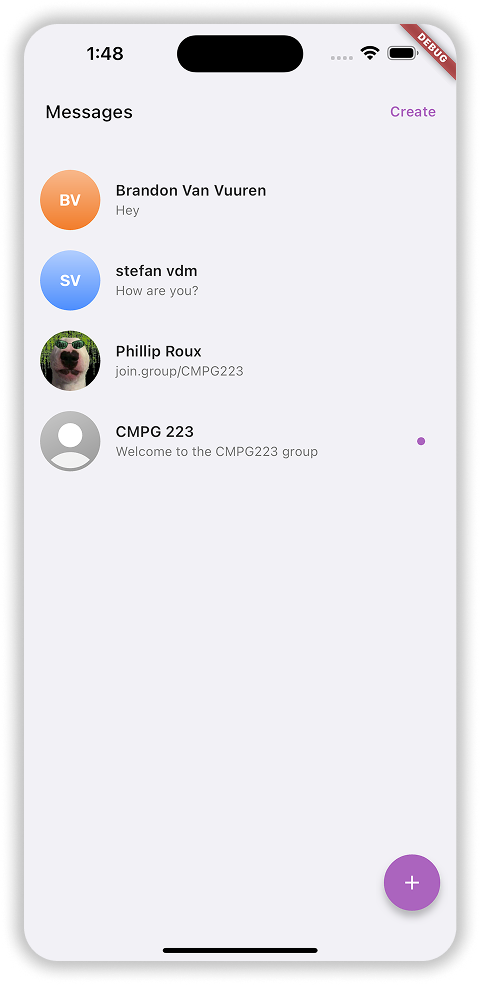 1:48
DEBUG
Messages
Create
BV
Brandon Van Vuuren
Hey
SV
stefan vdm
How are you?
Phillip Roux
join.group/CMPG223
CMPG 223
Welcome to the CMPG223 group
+